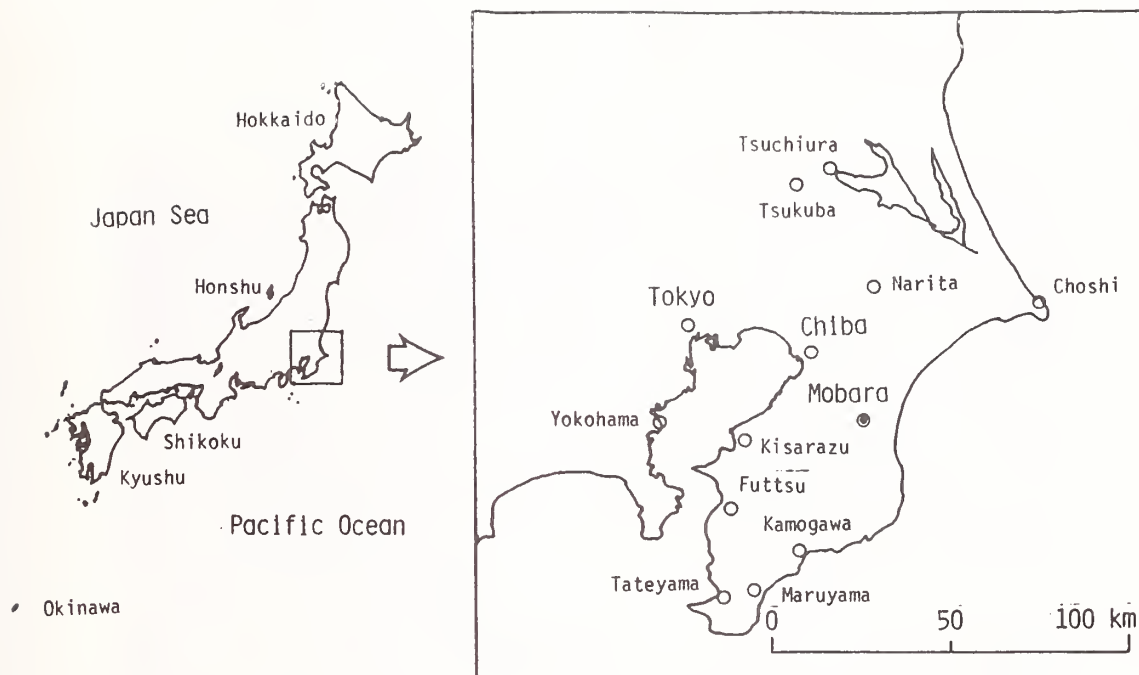 Hokkaido
Japan Sea
Honshu
Shikoku
Kyushu
Pacific Ocean
Okinawa
Tsuchiura
Tsukuba
Narita
Choshi
Tokyo
Chiba
Mobara
Yokohama
Kisarazu
Futtsu
Kamogawa
Tateyama
Maruyama
0 50 100 km